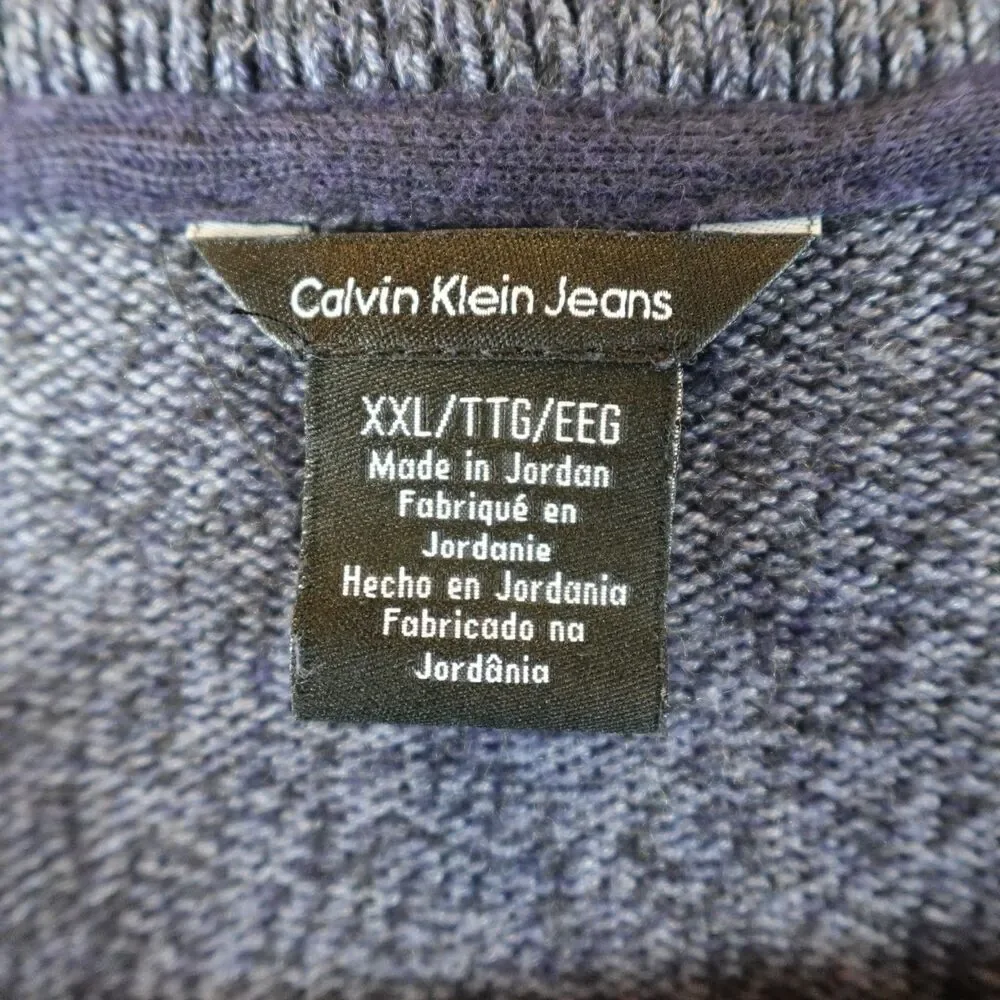 Calvin Klein Jeans
XXL/TTG/EEG
Made in Jordan
Fabriqué en
Jordanie
Hecho en Jordania
Fabricado na
Jordânia